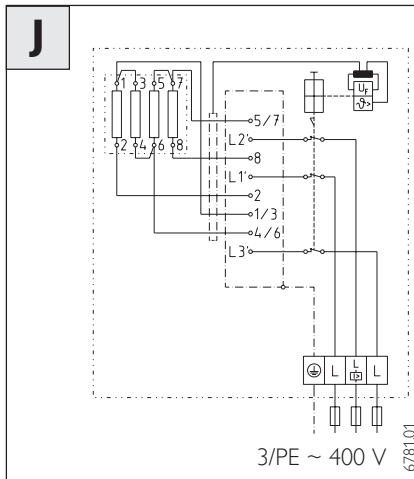 J
1 3 5 7
2 4 6 8
UF
ϑ>
5/7
L2'
8
L1'
2
1/3
4/6
L3'
L L L
3/PE ~ 400 V
6781.01